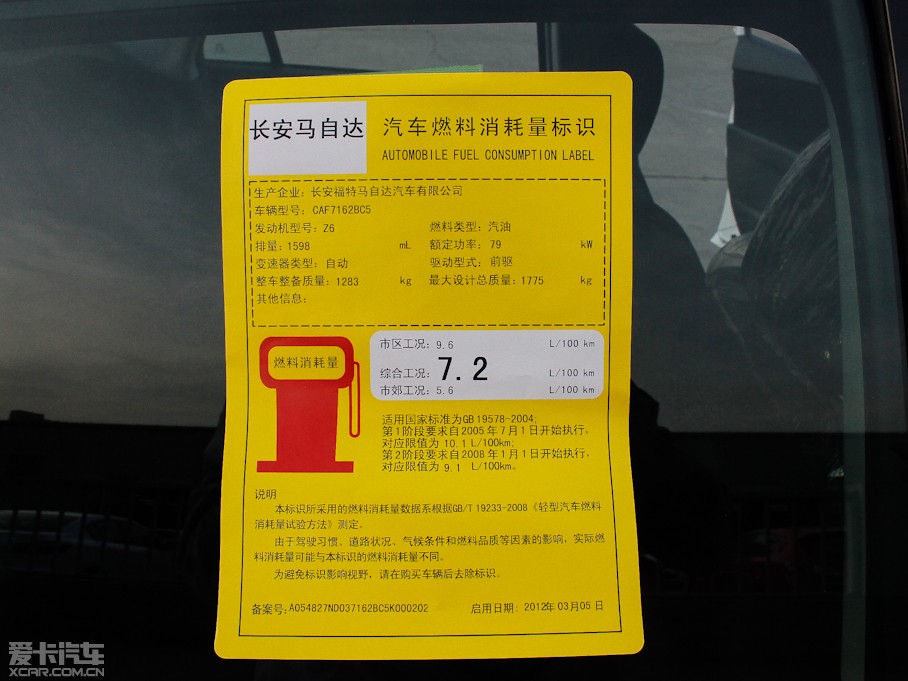 长安马自达
汽车燃料消耗量标识
AUTOMOBILE FUEL CONSUMPTION LABEL
生产企业：长安福特马自达汽车有限公司
车辆型号：CAF7162BC5
发动机型号：Z6 燃料类型：汽油
排量：1598 mL 额定功率：79 kW
变速器类型：自动 驱动型式：前驱
整车整备质量：1283 kg 最大设计总质量：1775 kg
其他信息：
燃料消耗量
市区工况：9.6 L/100 km
综合工况：7.2 L/100 km
市郊工况：5.6 L/100 km
适用国家标准为GB 19578-2004;
第1阶段要求自2005年7月1日开始执行，
对应限值为 10.1 L/100km;
第2阶段要求自2008年1月1日开始执行，
对应限值为 9.1 L/100km。
说明
本标识所采用的燃料消耗量数据系根据GB/T 19233-2008《轻型汽车燃料
消耗量试验方法》测定。
由于驾驶习惯、道路状况、气候条件和燃料品质等因素的影响，实际燃
料消耗量可能与本标识的燃料消耗量不同。
为避免标识影响视野，请在购买车辆后去除标识。
备案号：A054827ND037162BC5K000202 启用日期：2012年03月05日
爱卡汽车
XCAR.COM.CN